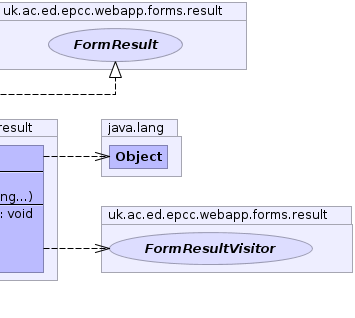 uk.ac.ed.epcc.webapp.forms.result
FormResult
result
java.lang
Object
ng...)
: void
uk.ac.ed.epcc.webapp.forms.result
FormResultVisitor